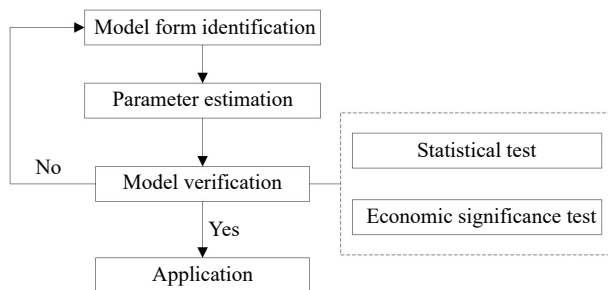 Model form identification
Parameter estimation
Statistical test
No
Model verification
Economic significance test
Yes
Application